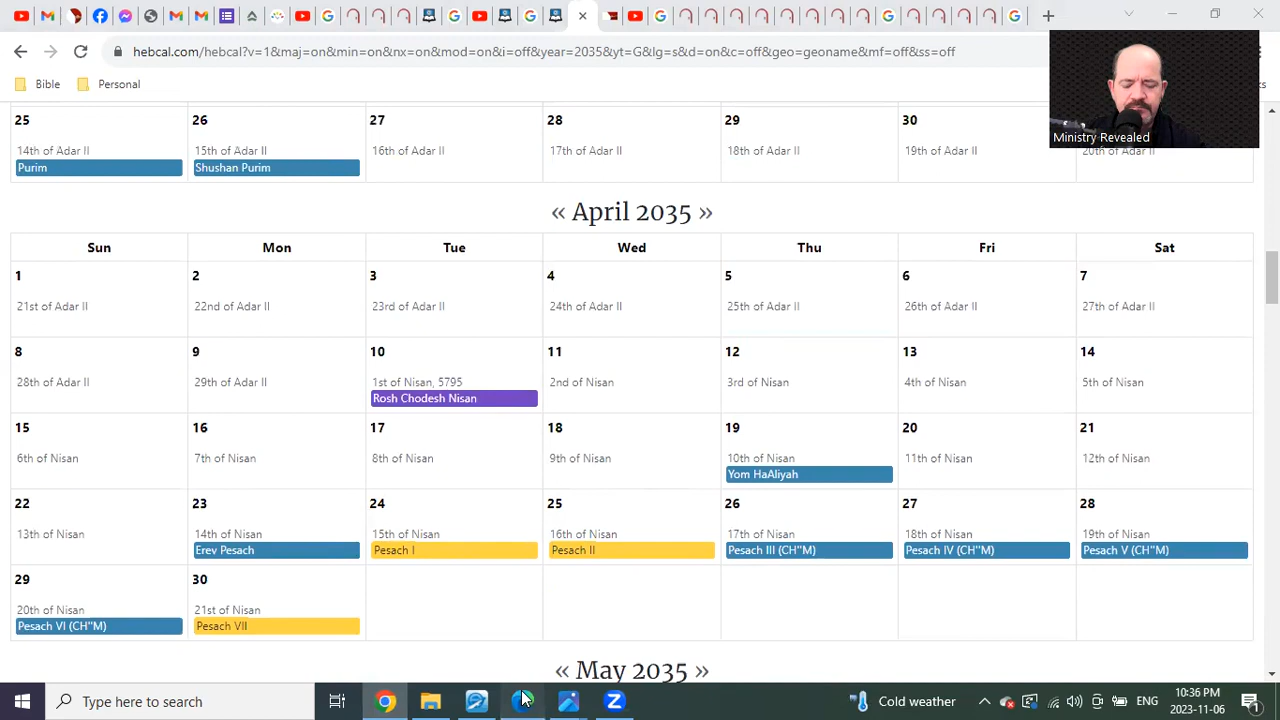 hebcal.com/hebcal?v=1&maj=on&min=on&nx=on&mod=on&i=off&year=2035&yt=G&lg=s&d=on&c=off&geo=geoname&mf=off&ss=off
Bible Personal
Ministry Revealed
25 26 27 28 29 30
14th of Adar II 15th of Adar II 16th of Adar II 17th of Adar II 18th of Adar II 19th of Adar II 20th of Adar II
Purim Shushan Purim
« April 2035 »
Sun Mon Tue Wed Thu Fri Sat
1 2 3 4 5 6 7
21st of Adar II 22nd of Adar II 23rd of Adar II 24th of Adar II 25th of Adar II 26th of Adar II 27th of Adar II
8 9 10 11 12 13 14
28th of Adar II 29th of Adar II 1st of Nisan, 5795 2nd of Nisan 3rd of Nisan 4th of Nisan 5th of Nisan
Rosh Chodesh Nisan
15 16 17 18 19 20 21
6th of Nisan 7th of Nisan 8th of Nisan 9th of Nisan 10th of Nisan 11th of Nisan 12th of Nisan
Yom HaAliyah
22 23 24 25 26 27 28
13th of Nisan 14th of Nisan 15th of Nisan 16th of Nisan 17th of Nisan 18th of Nisan 19th of Nisan
Erev Pesach Pesach I Pesach II Pesach III (CH"M) Pesach IV (CH"M) Pesach V (CH"M)
29 30
20th of Nisan 21st of Nisan
Pesach VI (CH"M) Pesach VII
« May 2035 »
Type here to search
Cold weather
ENG
10:36 PM
2023-11-06
1